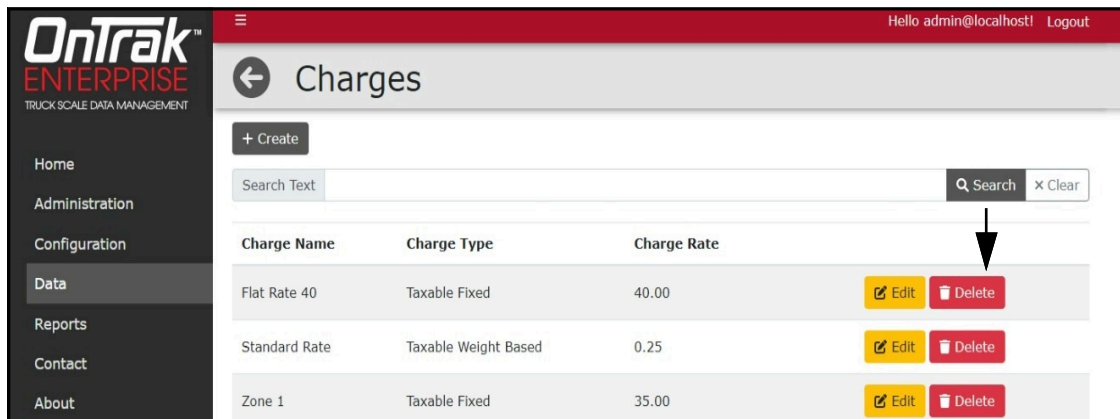 OnTrak™
ENTERPRISE
TRUCK SCALE DATA MANAGEMENT
Home
Administration
Configuration
Data
Reports
Contact
About
Hello admin@localhost! Logout
Charges
+ Create
Search Text Search × Clear
Charge Name Charge Type Charge Rate
Flat Rate 40 Taxable Fixed 40.00 Edit Delete
Standard Rate Taxable Weight Based 0.25 Edit Delete
Zone 1 Taxable Fixed 35.00 Edit Delete